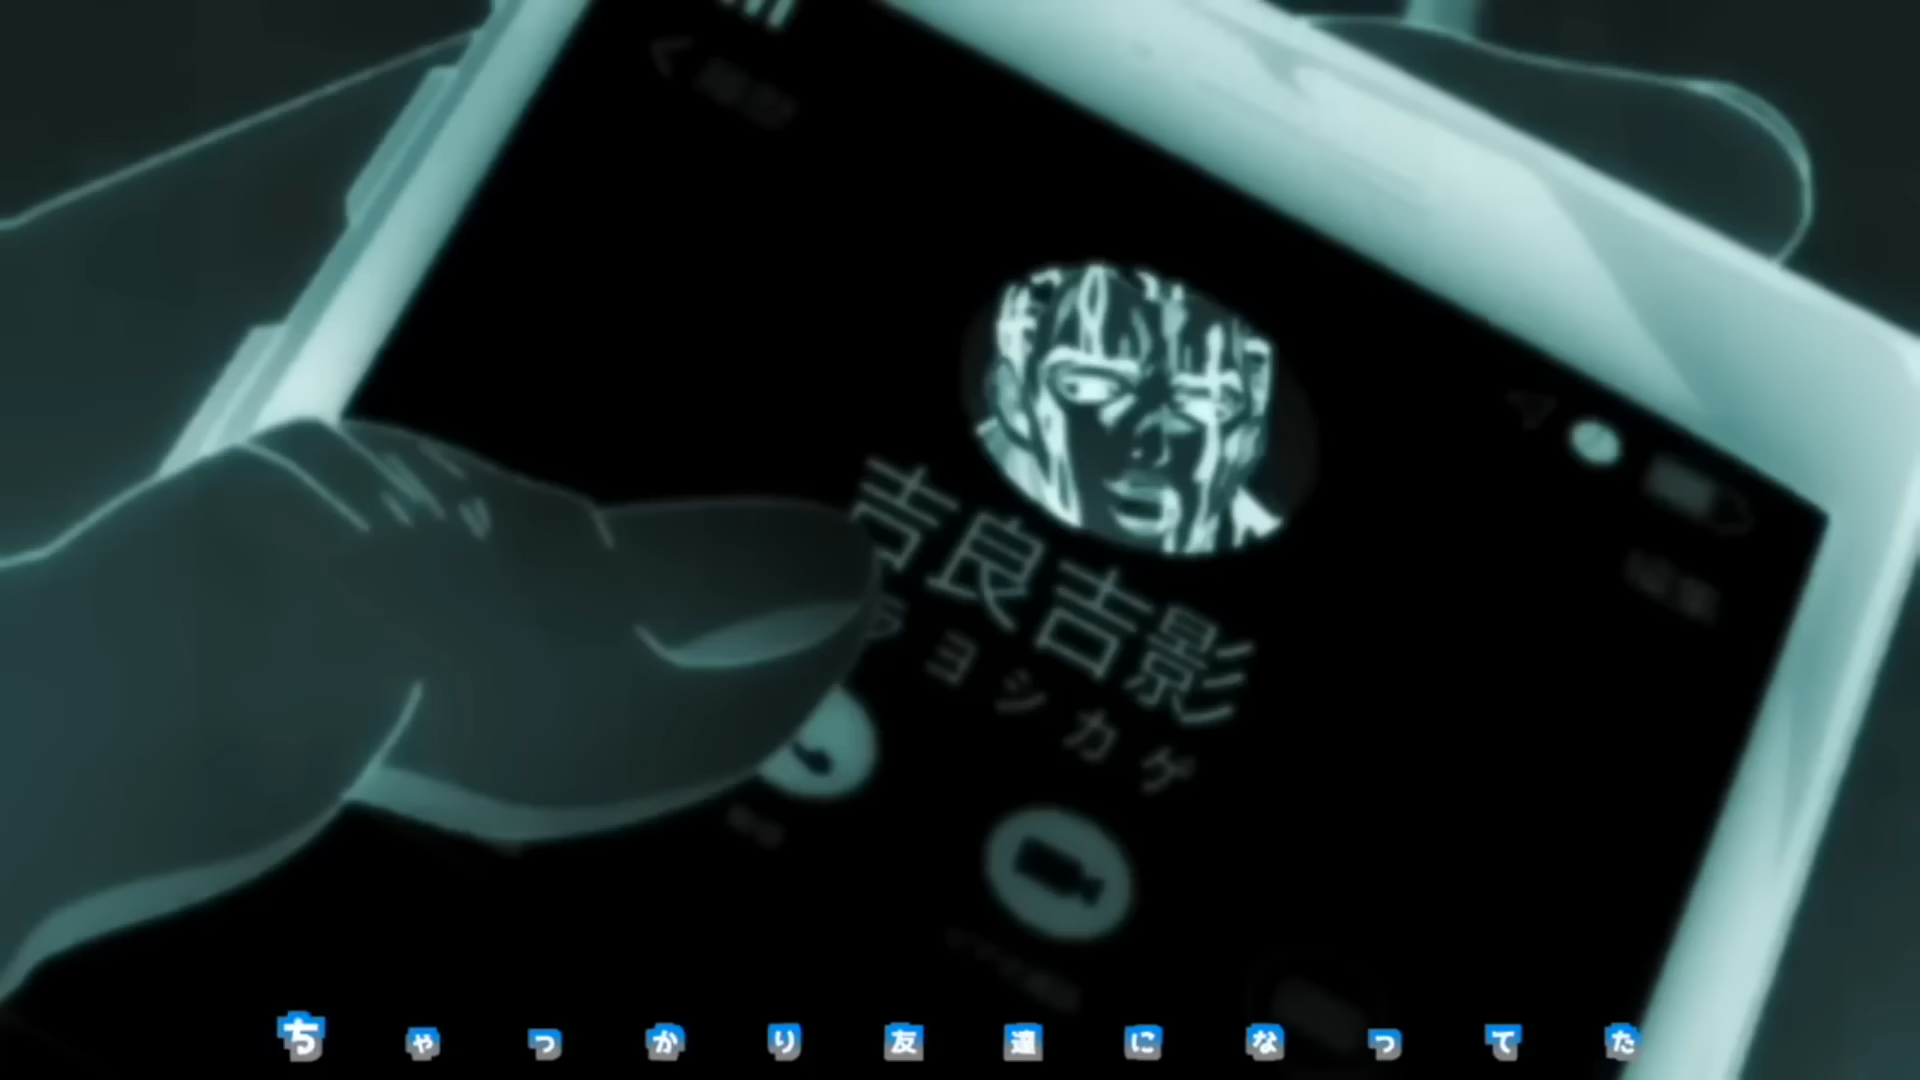 吉良吉影
ラヨシカゲ
ちゃっかり友達になってた